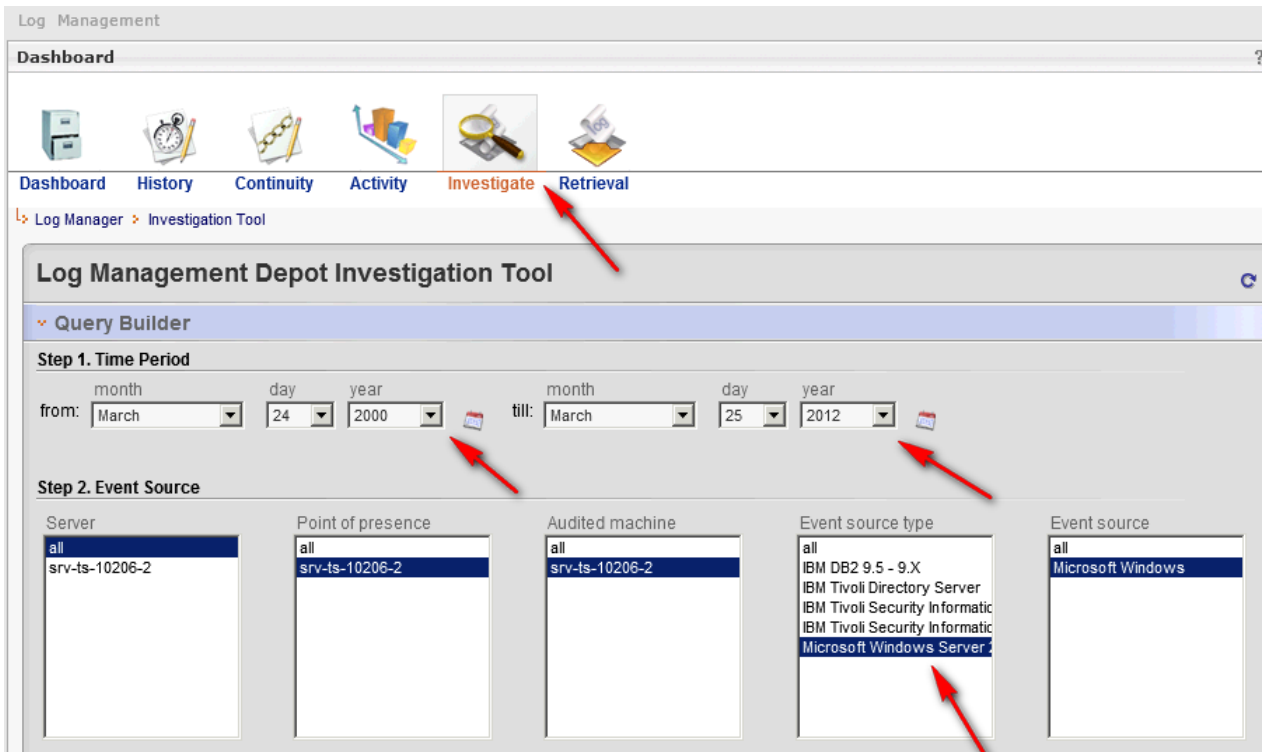 Log Management
Dashboard ?
Dashboard History Continuity Activity Investigate Retrieval
Log Manager Investigation Tool
Log Management Depot Investigation Tool
Query Builder
Step 1. Time Period
month day year month day year
from: March 24 2000 till: March 25 2012
Step 2. Event Source
Server Point of presence Audited machine Event source type Event source
all all all all all
srv-ts-10206-2 srv-ts-10206-2 srv-ts-10206-2 IBM DB2 9.5 - 9.X Microsoft Windows
IBM Tivoli Directory Server
IBM Tivoli Security Informatic
IBM Tivoli Security Informatic
Microsoft Windows Server 2